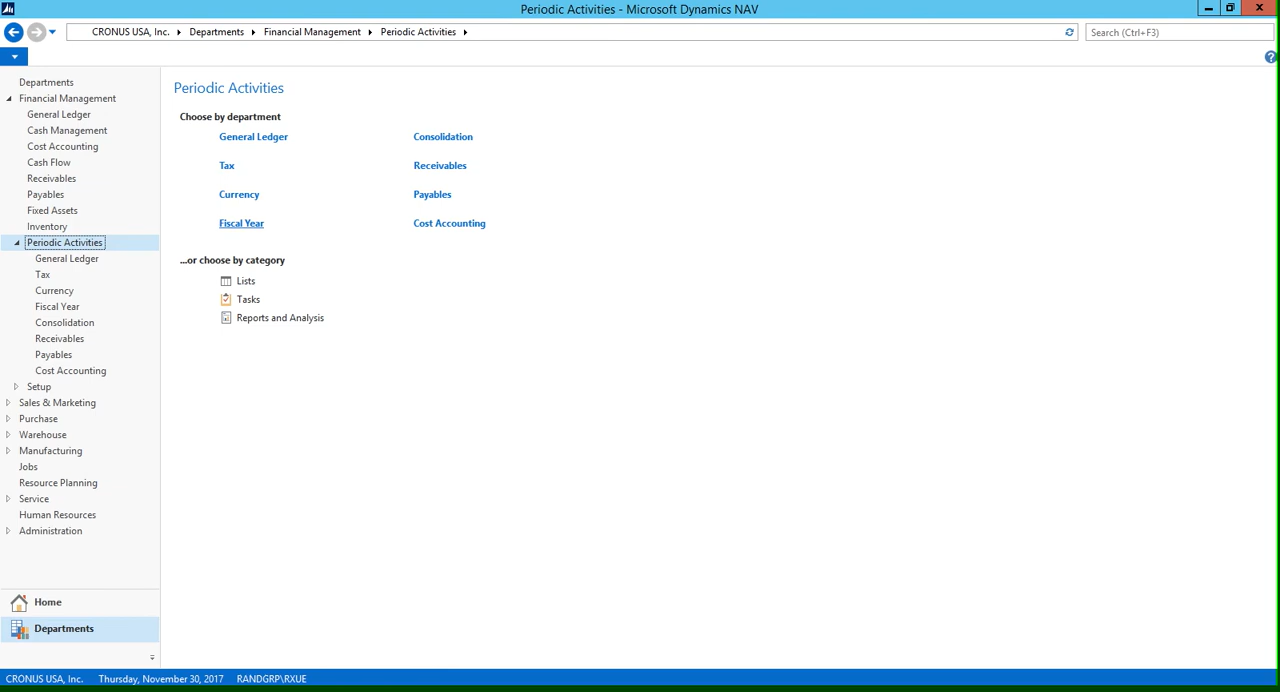 Periodic Activities - Microsoft Dynamics NAV
CRONUS USA, Inc. Departments Financial Management Periodic Activities
Search (Ctrl+F3)
Departments
Financial Management
General Ledger
Cash Management
Cost Accounting
Cash Flow
Receivables
Payables
Fixed Assets
Inventory
Periodic Activities
General Ledger
Tax
Currency
Fiscal Year
Consolidation
Receivables
Payables
Cost Accounting
Setup
Sales & Marketing
Purchase
Warehouse
Manufacturing
Jobs
Resource Planning
Service
Human Resources
Administration
Home
Departments
Periodic Activities
Choose by department
General Ledger Consolidation
Tax Receivables
Currency Payables
Fiscal Year Cost Accounting
...or choose by category
Lists
Tasks
Reports and Analysis
CRONUS USA, Inc. Thursday, November 30, 2017 RANDGRP\RXUE